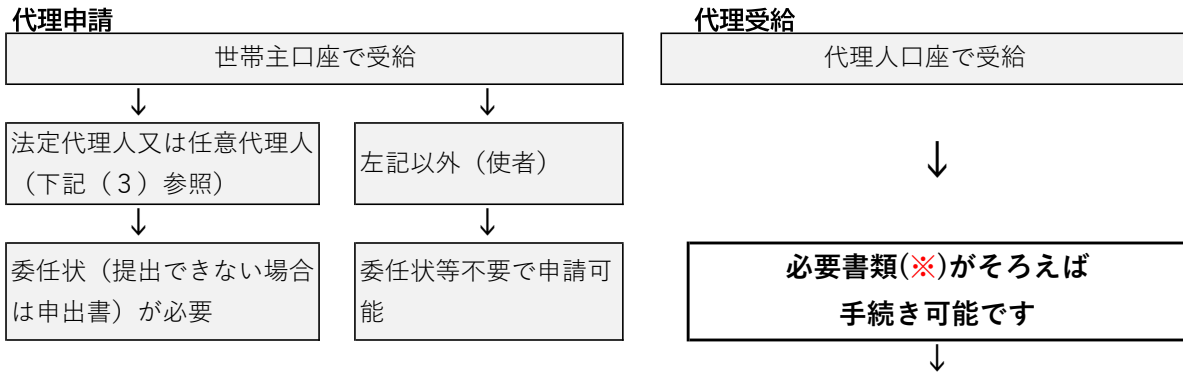 代理申請
世帯主口座で受給
↓
↓
法定代理人又は任意代理人
（下記（３）参照）
左記以外（使者）
↓
↓
委任状（提出できない場合
は申出書）が必要
委任状等不要で申請可
能
代理受給
代理人口座で受給
↓
必要書類(※)がそろえば
手続き可能です
↓